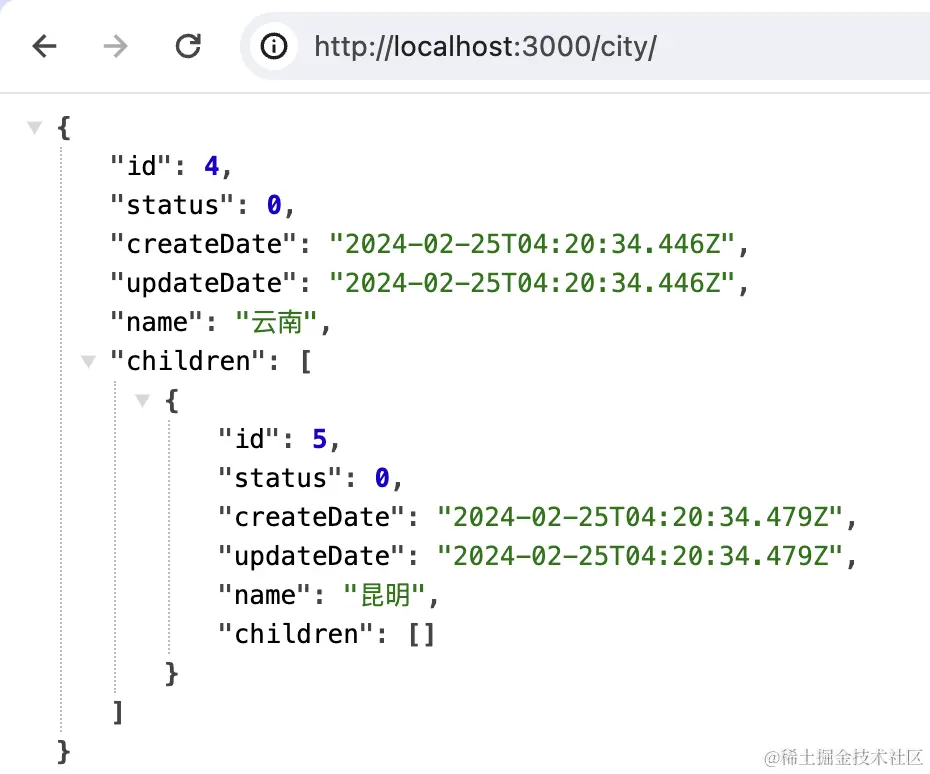 http://localhost:3000/city/
{
"id": 4,
"status": 0,
"createDate": "2024-02-25T04:20:34.446Z",
"updateDate": "2024-02-25T04:20:34.446Z",
"name": "云南",
"children": [
{
"id": 5,
"status": 0,
"createDate": "2024-02-25T04:20:34.479Z",
"updateDate": "2024-02-25T04:20:34.479Z",
"name": "昆明",
"children": []
}
]
}
@稀土掘金技术社区